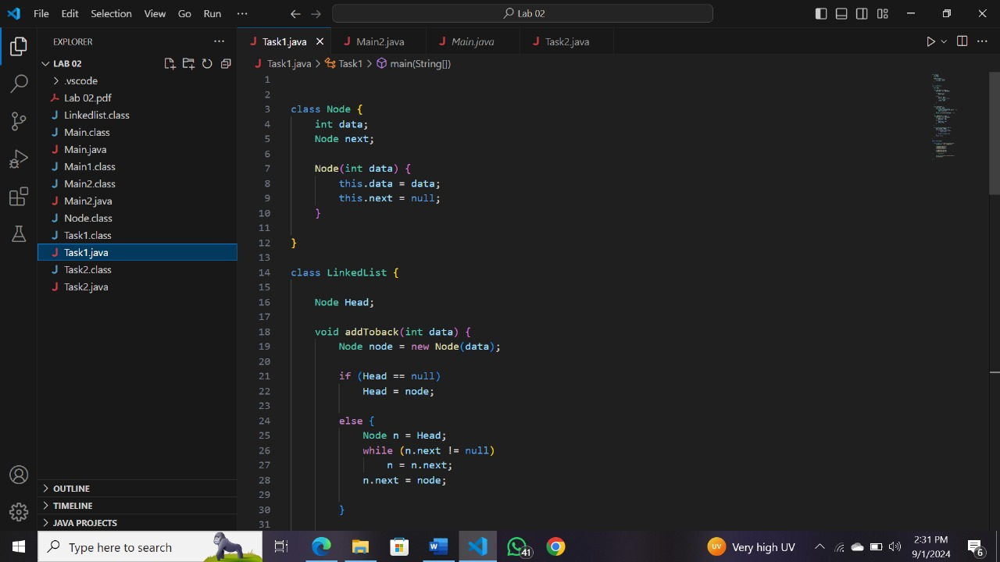 File Edit Selection View Go Run ··· Lab 02
EXPLORER ···
LAB 02
.vscode
Lab 02.pdf
Linkedlist.class
Main.class
Main.java
Main1.class
Main2.class
Main2.java
Node.class
Task1.class
Task1.java
Task2.class
Task2.java
OUTLINE
TIMELINE
JAVA PROJECTS
Task1.java Main2.java Main.java Task2.java
Task1.java > Task1 > main(String[])
1
2
3 class Node {
4 int data;
5 Node next;
6
7 Node(int data) {
8 this.data = data;
9 this.next = null;
10 }
11
12 }
13
14 class LinkedList {
15
16 Node Head;
17
18 void addToback(int data) {
19 Node node = new Node(data);
20
21 if (Head == null)
22 Head = node;
23
24 else {
25 Node n = Head;
26 while (n.next != null)
27 n = n.next;
28 n.next = node;
29
30 }
31
Type here to search
41
UV Very high UV
2:31 PM
9/1/2024
6